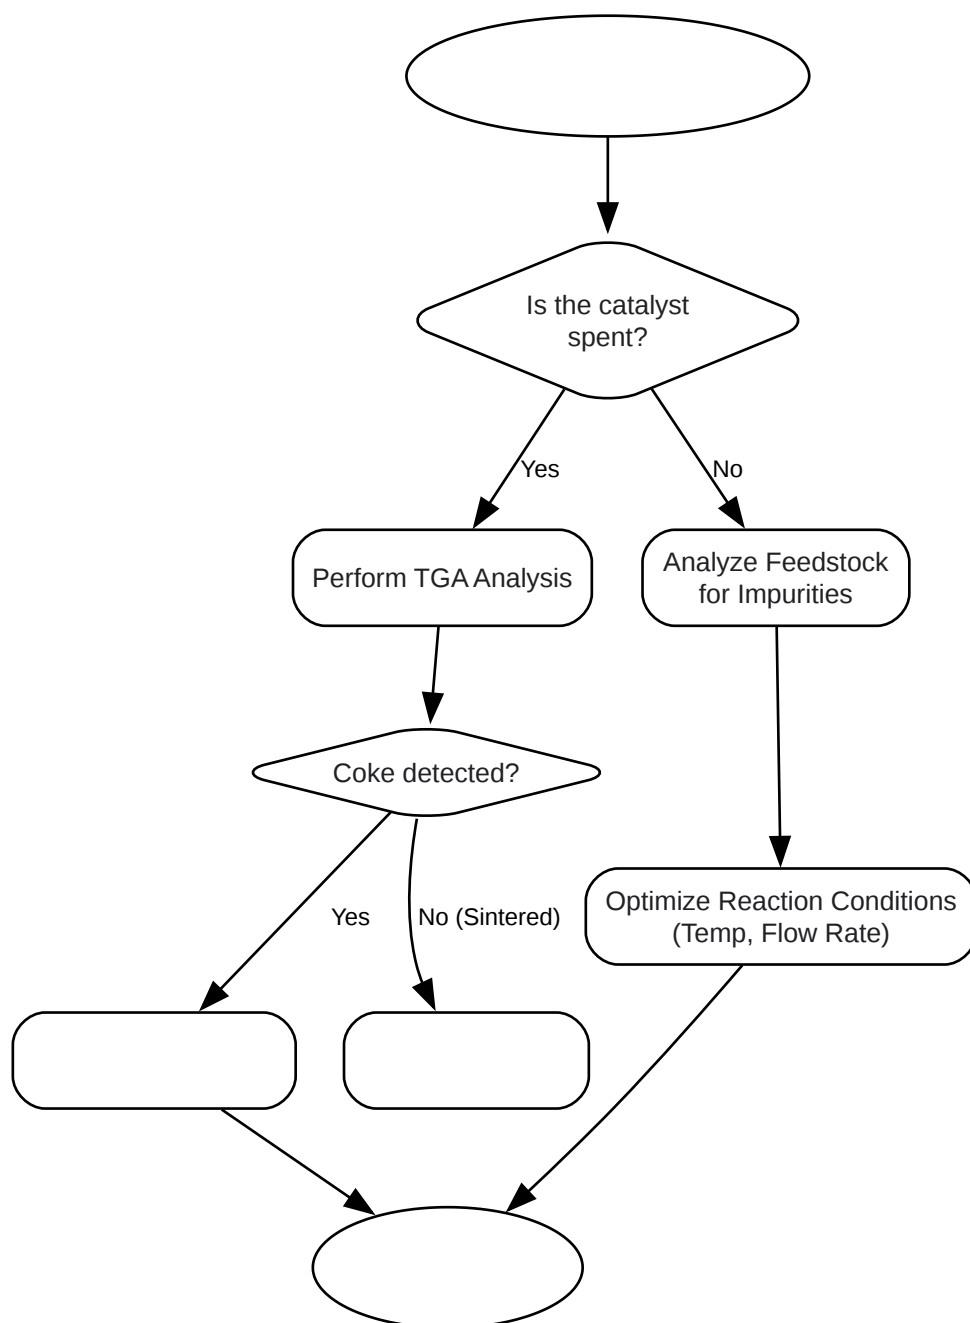 Is the catalyst
spent?
Yes
No
Perform TGA Analysis
Analyze Feedstock
for Impurities
Coke detected?
Yes
No (Sintered)
Optimize Reaction Conditions
(Temp, Flow Rate)